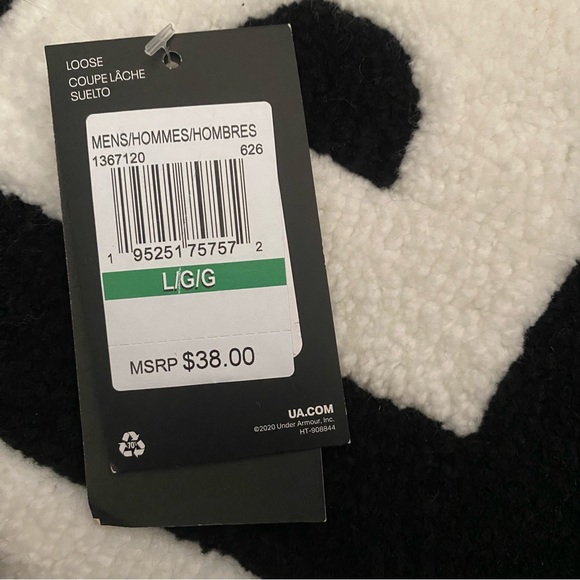 LOOSE
COUPE LÂCHE
SUELTO
MENS/HOMMES/HOMBRES
1367120 626
1 95251 75757 2
L/G/G
MSRP $38.00
UA.COM
©2020 Under Armour, Inc.
HT-908844
70%